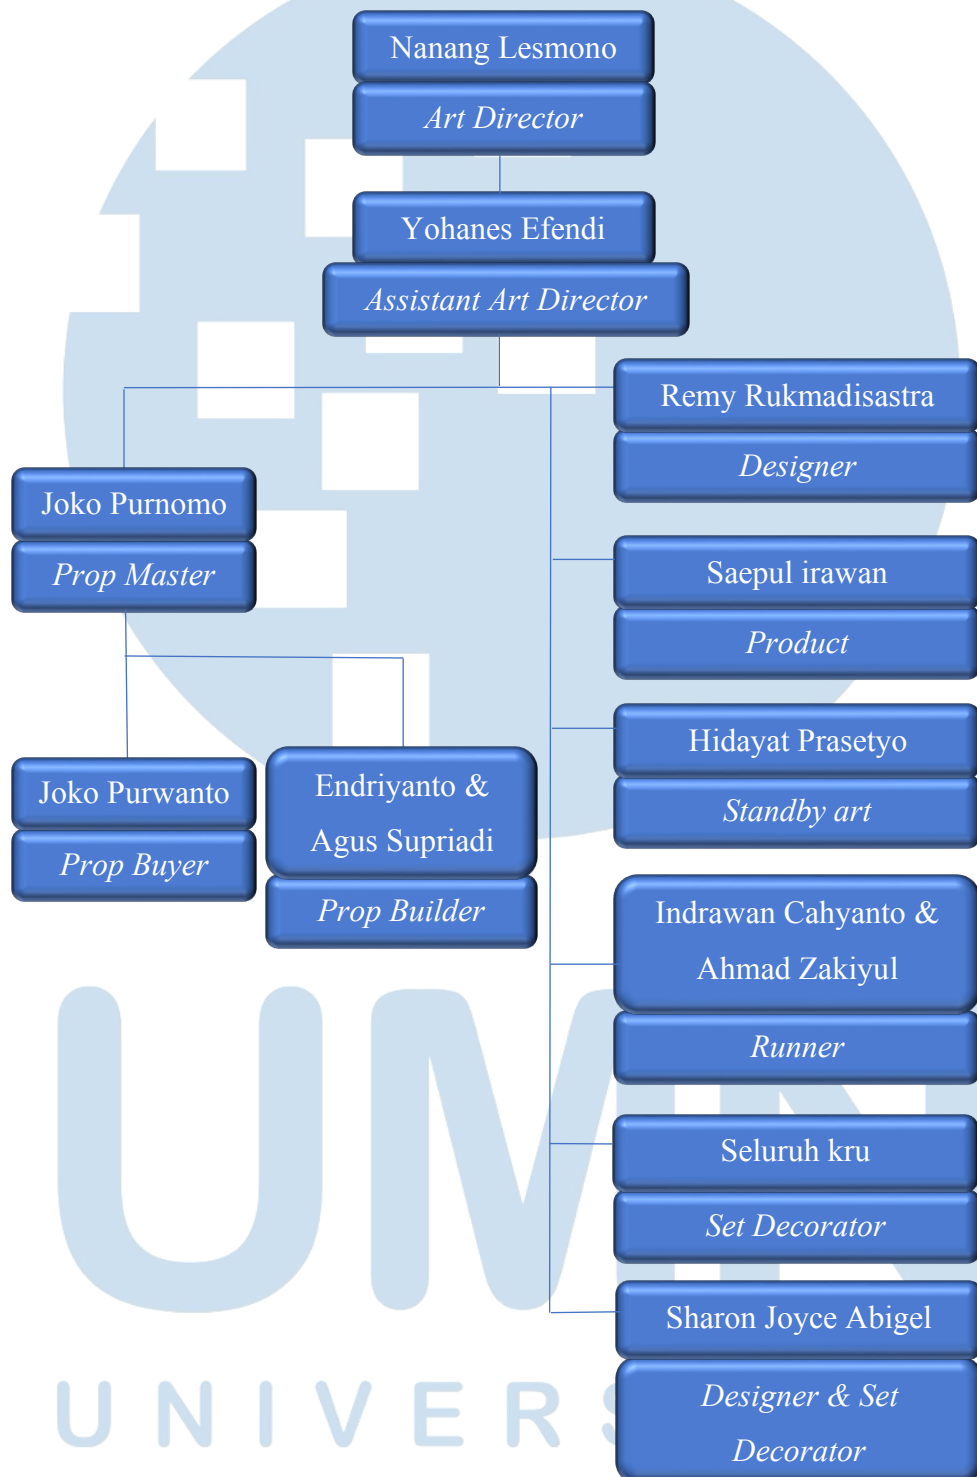 Nanang Lesmono
Art Director
Yohanes Efendi
Assistant Art Director
Remy Rukmadisastra
Designer
Joko Purnomo
Prop Master
Saepul irawan
Product
Hidayat Prasetyo
Standby art
Joko Purwanto
Prop Buyer
Endriyanto &
Agus Supriadi
Prop Builder
Indrawan Cahyanto &
Ahmad Zakiyul
Runner
Seluruh kru
Set Decorator
Sharon Joyce Abigel
Designer & Set
Decorator
UMN
UNIVERS